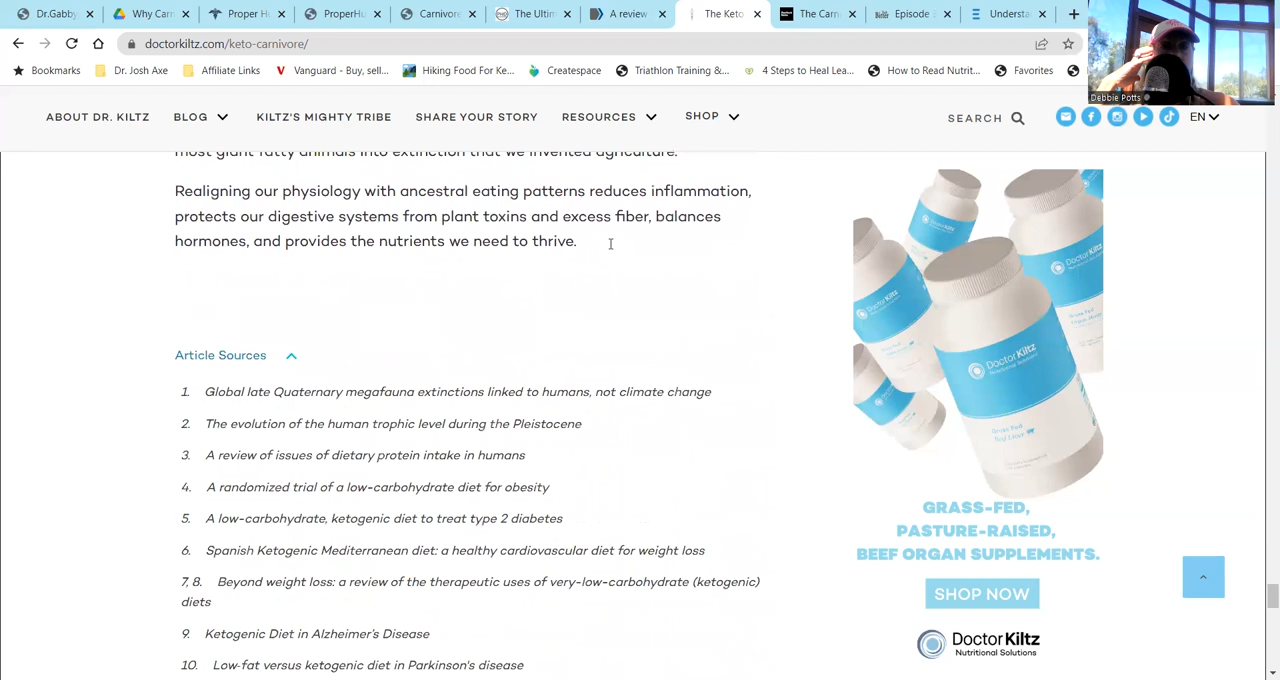 Dr.Gabby
Why Carn
Proper H
ProperHu
Carnivore
The Ultim
A review
The Keto
The Carn
Episode
Understa
doctorkiltz.com/keto-carnivore/
Bookmarks
Dr. Josh Axe
Affiliate Links
Vanguard - Buy, sell...
Hiking Food For Ke...
Createspace
Triathlon Training &...
4 Steps to Heal Lea...
How to Read Nutrit...
Favorites
Debbie Potts
ABOUT DR. KILTZ
BLOG
KILTZ'S MIGHTY TRIBE
SHARE YOUR STORY
RESOURCES
SHOP
SEARCH
EN
most giant fatty animals into extinction that we invented agriculture.
Realigning our physiology with ancestral eating patterns reduces inflammation,
protects our digestive systems from plant toxins and excess fiber, balances
hormones, and provides the nutrients we need to thrive.
Article Sources
1. Global late Quaternary megafauna extinctions linked to humans, not climate change
2. The evolution of the human trophic level during the Pleistocene
3. A review of issues of dietary protein intake in humans
4. A randomized trial of a low-carbohydrate diet for obesity
5. A low-carbohydrate, ketogenic diet to treat type 2 diabetes
6. Spanish Ketogenic Mediterranean diet: a healthy cardiovascular diet for weight loss
7, 8. Beyond weight loss: a review of the therapeutic uses of very-low-carbohydrate (ketogenic)
diets
9. Ketogenic Diet in Alzheimer's Disease
10. Low-fat versus ketogenic diet in Parkinson's disease
DoctorKiltz
Nutritional Solutions
Grass Fed
Beef Liver
GRASS-FED,
PASTURE-RAISED,
BEEF ORGAN SUPPLEMENTS.
SHOP NOW
DoctorKiltz
Nutritional Solutions